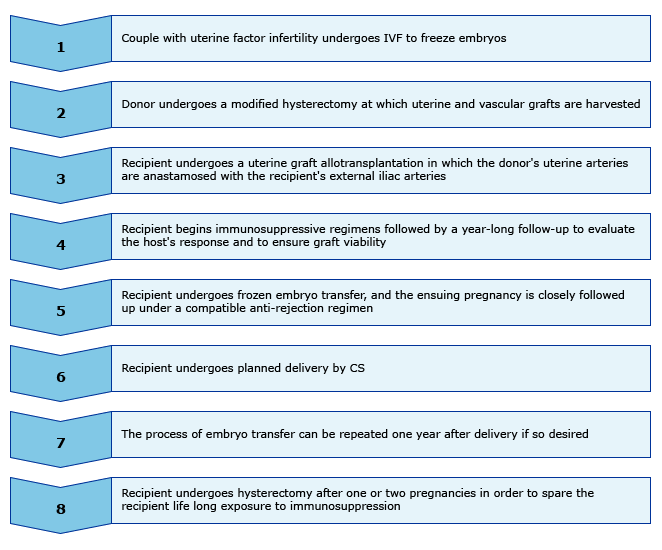 1
Couple with uterine factor infertility undergoes IVF to freeze embryos
2
Donor undergoes a modified hysterectomy at which uterine and vascular grafts are harvested
3
Recipient undergoes a uterine graft allotransplantation in which the donor's uterine arteries
are anastamosed with the recipient's external iliac arteries
4
Recipient begins immunosuppressive regimens followed by a year-long follow-up to evaluate
the host's response and to ensure graft viability
5
Recipient undergoes frozen embryo transfer, and the ensuing pregnancy is closely followed
up under a compatible anti-rejection regimen
6
Recipient undergoes planned delivery by CS
7
The process of embryo transfer can be repeated one year after delivery if so desired
8
Recipient undergoes hysterectomy after one or two pregnancies in order to spare the
recipient life long exposure to immunosuppression